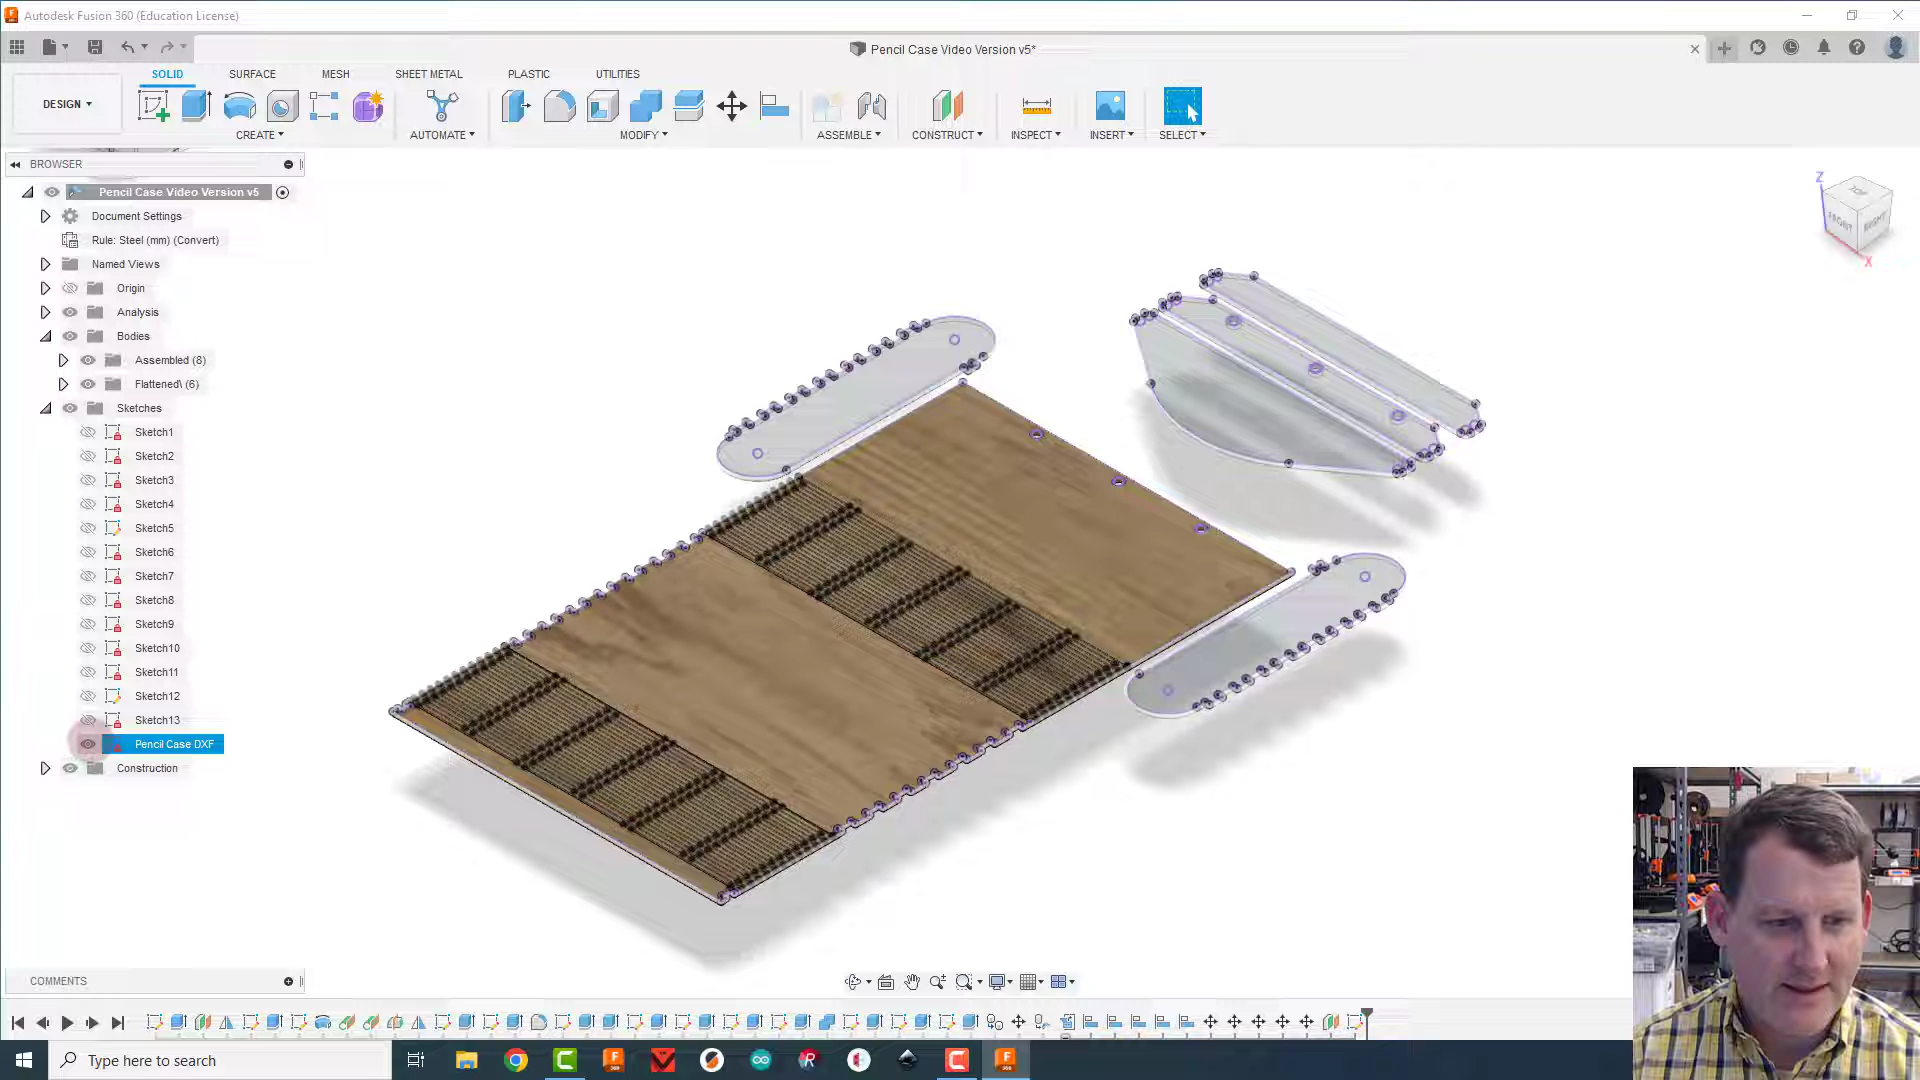 Autodesk Fusion 360 (Education License)
Pencil Case Video Version v5*
SOLID SURFACE MESH SHEET METAL PLASTIC UTILITIES
DESIGN
CREATE AUTOMATE MODIFY ASSEMBLE CONSTRUCT INSPECT INSERT SELECT
BROWSER
Pencil Case Video Version v5
Document Settings
Rule: Steel (mm) (Convert)
Named Views
Origin
Analysis
Bodies
Assembled (8)
Flattened\ (6)
Sketches
Sketch1
Sketch2
Sketch3
Sketch4
Sketch5
Sketch6
Sketch7
Sketch8
Sketch9
Sketch10
Sketch11
Sketch12
Sketch13
Pencil Case DXF
Construction
Z
TOP
FRONT
RIGHT
X
COMMENTS
Type here to search